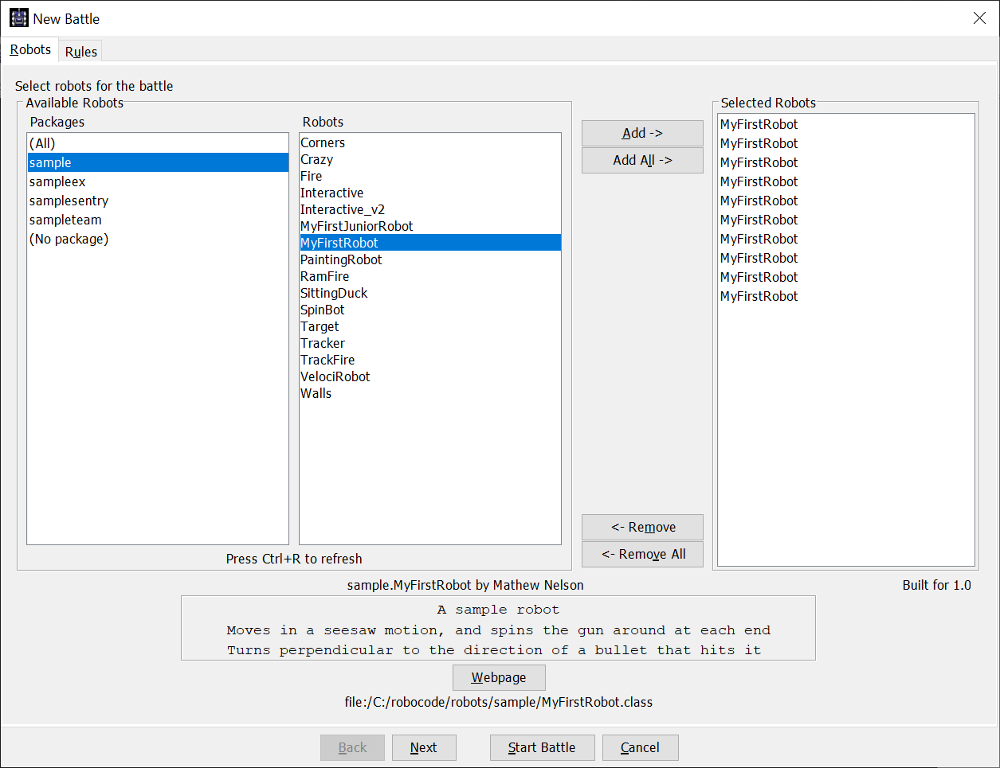 New Battle
Robots
Rules
Select robots for the battle
Available Robots
Packages
(All)
sample
sampleex
samplesentry
sampleteam
(No package)
Robots
Corners
Crazy
Fire
Interactive
Interactive_v2
MyFirstJuniorRobot
MyFirstRobot
PaintingRobot
RamFire
SittingDuck
SpinBot
Target
Tracker
TrackFire
VelociRobot
Walls
Press Ctrl+R to refresh
Add ->
Add All ->
<- Remove
<- Remove All
Selected Robots
MyFirstRobot
MyFirstRobot
MyFirstRobot
MyFirstRobot
MyFirstRobot
MyFirstRobot
MyFirstRobot
MyFirstRobot
MyFirstRobot
MyFirstRobot
sample.MyFirstRobot by Mathew Nelson
Built for 1.0
A sample robot
Moves in a seesaw motion, and spins the gun around at each end
Turns perpendicular to the direction of a bullet that hits it
Webpage
file:/C:/robocode/robots/sample/MyFirstRobot.class
Back
Next
Start Battle
Cancel